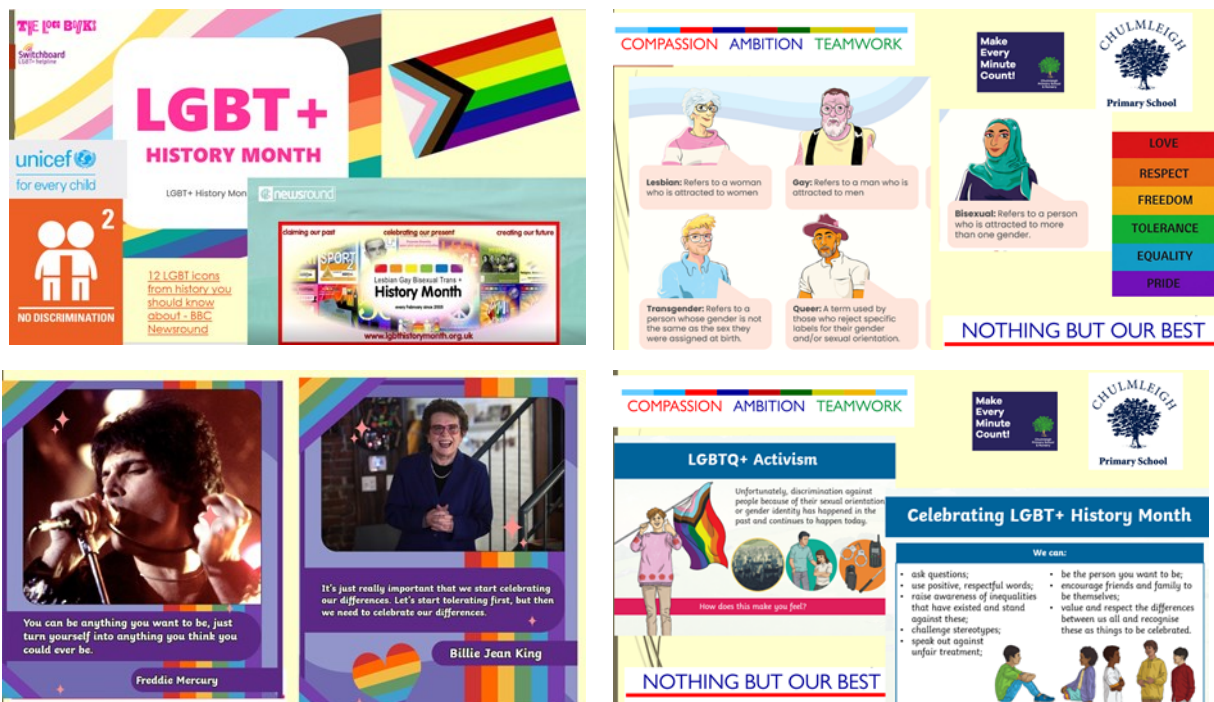 THE LOG BOOKS
Switchboard
LGBT+ helpline
LGBT+
HISTORY MONTH
LGBT+ History Mon
unicef
for every child
2
NO DISCRIMINATION
12 LGBT icons
from history you
should know
about - BBC
Newsround
newsround
claiming our past
celebrating our present
creating our future
SPORT
Lesbian Gay Bisexual Trans +
History Month
every february since 2005
www.lgbthistorymonth.org.uk
COMPASSION AMBITION TEAMWORK
Make
Every
Minute
Count!
CHULMLEIGH
Primary School
Lesbian: Refers to a woman
who is attracted to women
Gay: Refers to a man who is
attracted to men
Bisexual: Refers to a person
who is attracted to more
than one gender.
Transgender: Refers to a
person whose gender is not
the same as the sex they
were assigned at birth.
Queer: A term used by
those who reject specific
labels for their gender
and/or sexual orientation.
LOVE
RESPECT
FREEDOM
TOLERANCE
EQUALITY
PRIDE
NOTHING BUT OUR BEST
You can be anything you want to be, just
turn yourself into anything you think you
could ever be.
Freddie Mercury
It's just really important that we start celebrating
our differences. Let's start tolerating first, but then
we need to celebrate our differences.
Billie Jean King
COMPASSION AMBITION TEAMWORK
Make
Every
Minute
Count!
CHULMLEIGH
Primary School
LGBTQ+ Activism
Unfortunately, discrimination against
people because of their sexual orientation
or gender identity has happened in the
past and continues to happen today.
How does this make you feel?
NOTHING BUT OUR BEST
Celebrating LGBT+ History Month
We can:
• ask questions;
• use positive, respectful words;
• raise awareness of inequalities
that have existed and stand
against these;
• challenge stereotypes;
• speak out against
unfair treatment;
• be the person you want to be;
• encourage friends and family to
be themselves;
• value and respect the differences
between us all and recognise
these as things to be celebrated.